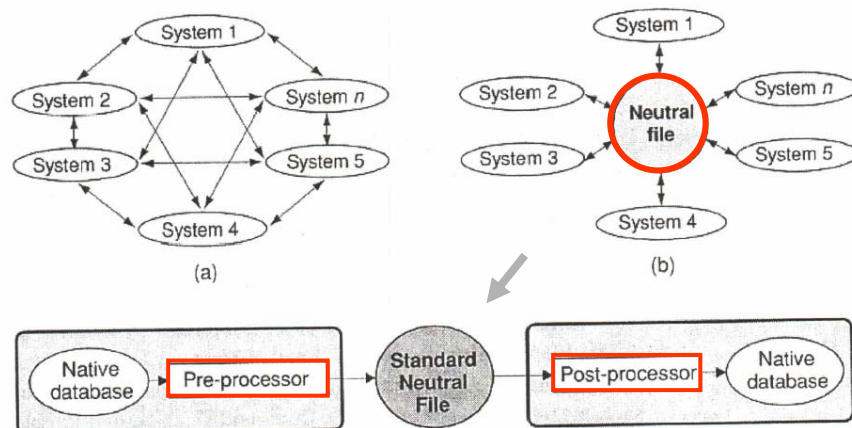 System 1
System 2
System n
System 3
System 5
System 4
(a)
System 1
System 2
System n
Neutral
file
System 3
System 5
System 4
(b)
Native
database
Pre-processor
Standard
Neutral
File
Post-processor
Native
database